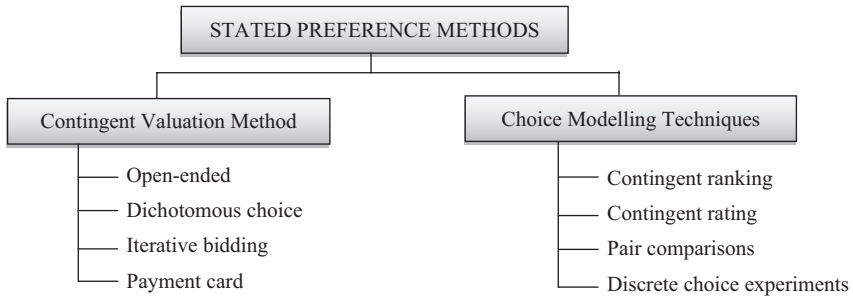 STATED PREFERENCE METHODS
Contingent Valuation Method
Open-ended
Dichotomous choice
Iterative bidding
Payment card
Choice Modelling Techniques
Contingent ranking
Contingent rating
Pair comparisons
Discrete choice experiments